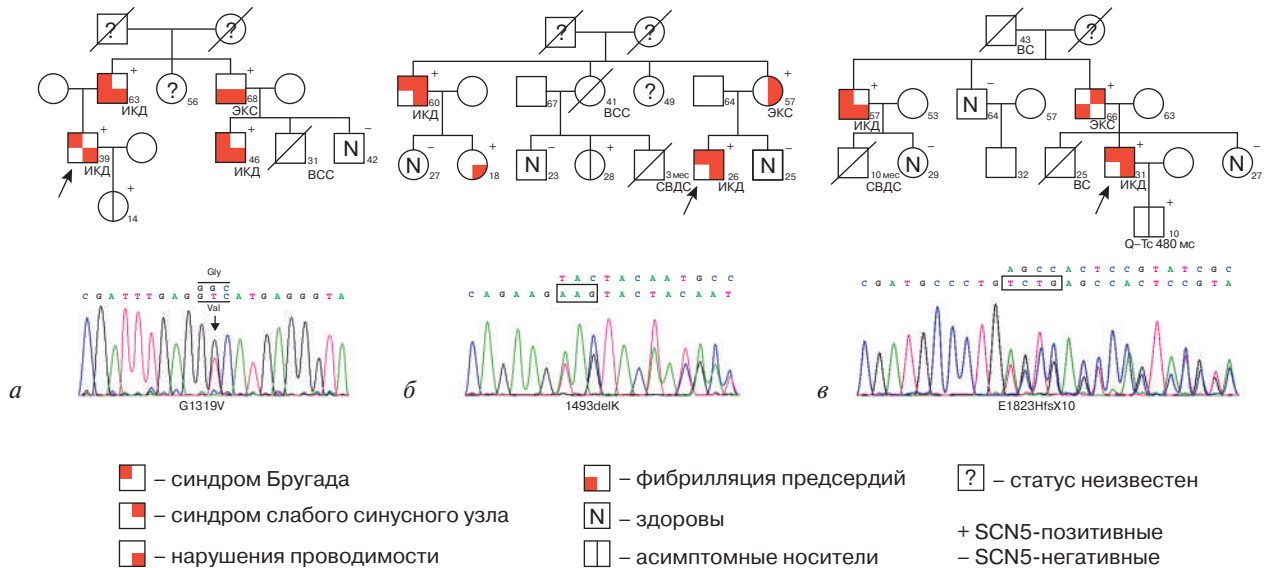 ? ?
+ ? +
63 56 68
ИКД ЭКС
+ + N –
39 46 31 42
ИКД ИКД ВСС
+
14
? ?
+ ? +
60 67 41 49 64 57
ИКД ВСС ЭКС
N – + N – + + N –
27 18 23 28 3 мес 26 25
СВДС ИКД
43
ВС
+ N – +
57 53 64 57 66 63
ИКД ЭКС
10 мес N – 32 25 + N –
СВДС 29 ВС 31 27
ИКД
+
10
Q–Tc 480 мс
Gly
G G C
C G A T T T G A G G T C A T G A G G G T A
Val
а
G1319V
T A C T A C A A T G C C
C A G A A G A A G T A C T A C A A T
б
1493delK
A G C C A C T C C G T A T C G C
C G A T G C C C T G T C T G A G C C A C T C C G T A
в
E1823HfsX10
– синдром Бругада
– синдром слабого синусного узла
– нарушения проводимости
– фибрилляция предсердий
N – здоровы
– асимптомные носители
? – статус неизвестен
+ SCN5-позитивные
– SCN5-негативные